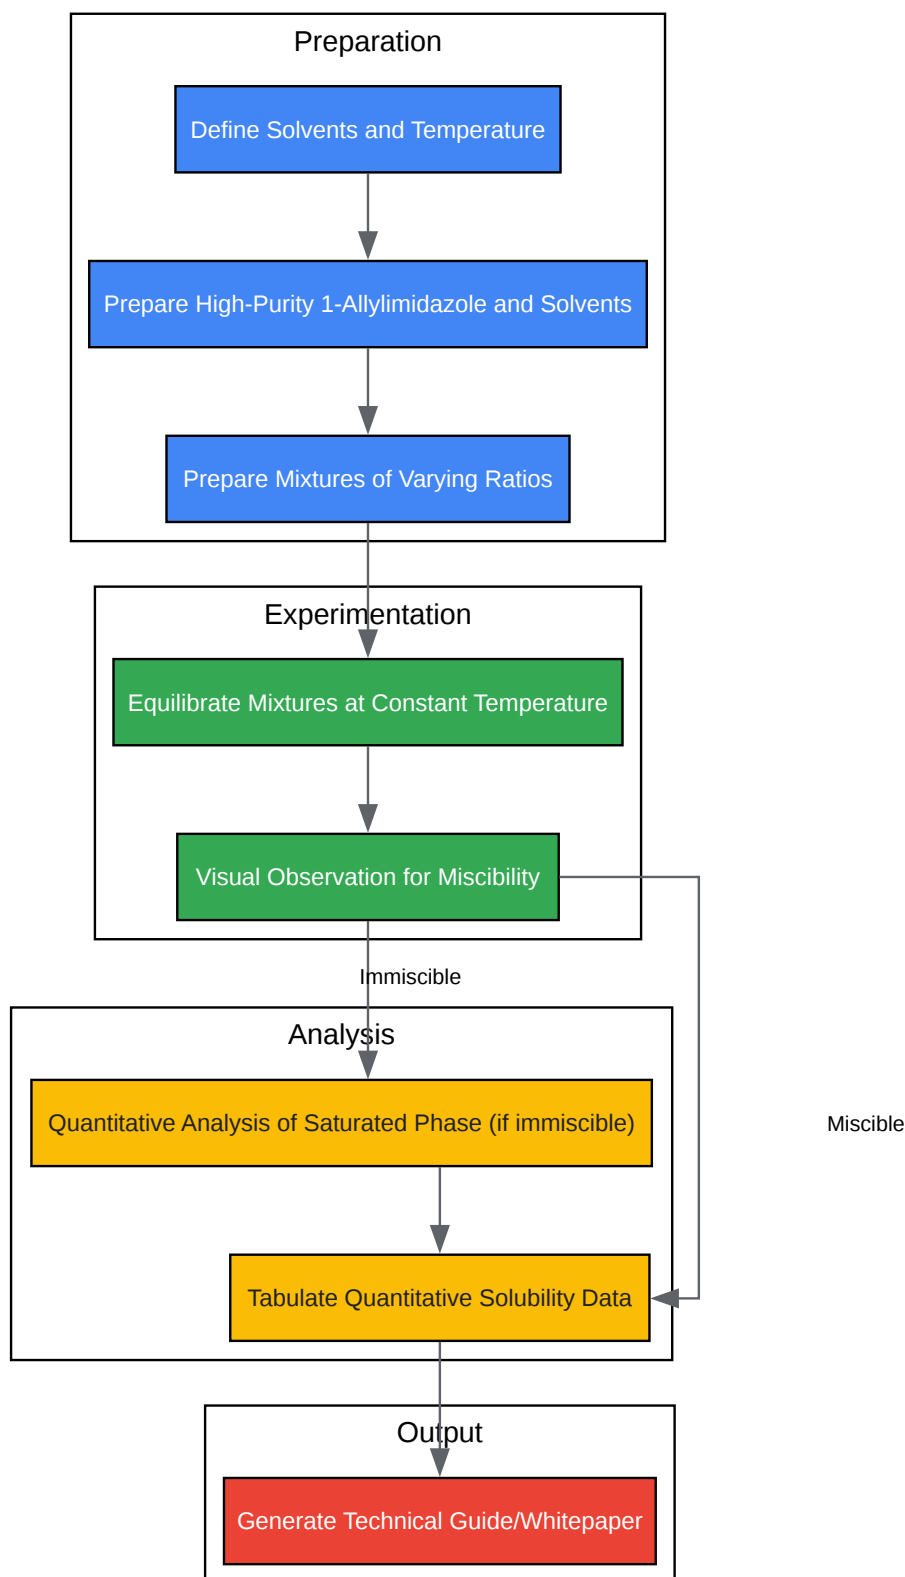 Preparation
Define Solvents and Temperature
Prepare High-Purity 1-Allylimidazole and Solvents
Prepare Mixtures of Varying Ratios
Experimentation
Equilibrate Mixtures at Constant Temperature
Visual Observation for Miscibility
Immiscible
Analysis
Quantitative Analysis of Saturated Phase (if immiscible)
Miscible
Tabulate Quantitative Solubility Data
Output
Generate Technical Guide/Whitepaper